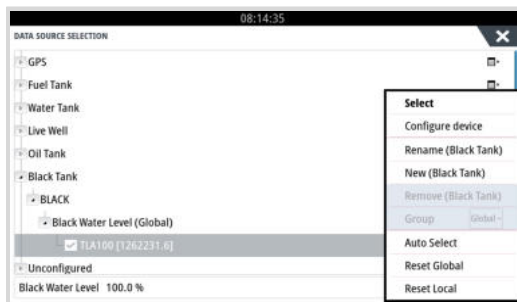 08:14:35
DATA SOURCE SELECTION
GPS
Fuel Tank
Water Tank
Live Well
Oil Tank
Black Tank
BLACK
Black Water Level (Global)
TLA100 [1262231.6]
Unconfigured
Black Water Level 100.0 %
Select
Configure device
Rename (Black Tank)
New (Black Tank)
Remove (Black Tank)
Group Global
Auto Select
Reset Global
Reset Local